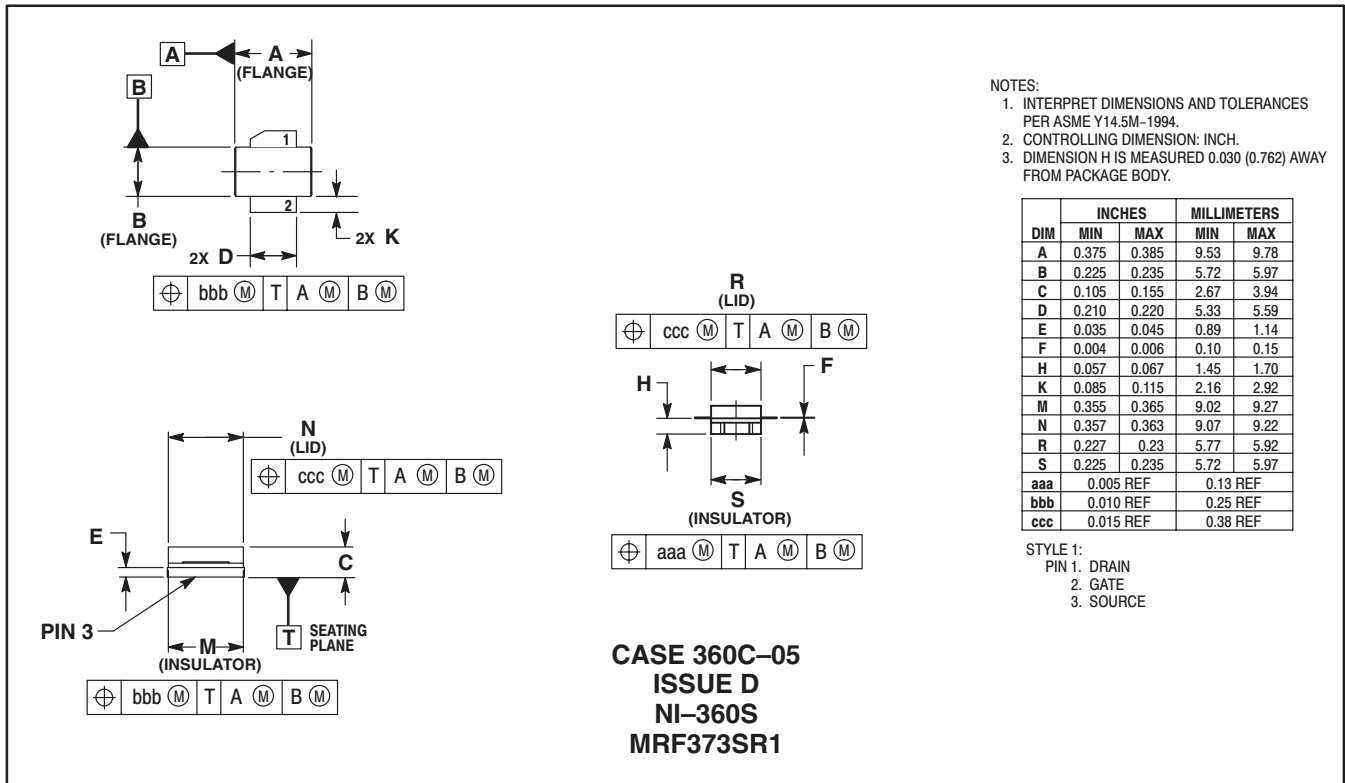 A
A
(FLANGE)
B
1
2
B
(FLANGE)
2X K
2X D
⌖ bbb Ⓜ T A Ⓜ B Ⓜ
R
(LID)
⌖ ccc Ⓜ T A Ⓜ B Ⓜ
F
H
S
(INSULATOR)
⌖ aaa Ⓜ T A Ⓜ B Ⓜ
N
(LID)
⌖ ccc Ⓜ T A Ⓜ B Ⓜ
E
C
PIN 3
T SEATING
PLANE
M
(INSULATOR)
⌖ bbb Ⓜ T A Ⓜ B Ⓜ
CASE 360C–05
ISSUE D
NI–360S
MRF373SR1
NOTES:
1. INTERPRET DIMENSIONS AND TOLERANCES
PER ASME Y14.5M–1994.
2. CONTROLLING DIMENSION: INCH.
3. DIMENSION H IS MEASURED 0.030 (0.762) AWAY
FROM PACKAGE BODY.
INCHES MILLIMETERS
DIM MIN MAX MIN MAX
A 0.375 0.385 9.53 9.78
B 0.225 0.235 5.72 5.97
C 0.105 0.155 2.67 3.94
D 0.210 0.220 5.33 5.59
E 0.035 0.045 0.89 1.14
F 0.004 0.006 0.10 0.15
H 0.057 0.067 1.45 1.70
K 0.085 0.115 2.16 2.92
M 0.355 0.365 9.02 9.27
N 0.357 0.363 9.07 9.22
R 0.227 0.23 5.77 5.92
S 0.225 0.235 5.72 5.97
aaa 0.005 REF 0.13 REF
bbb 0.010 REF 0.25 REF
ccc 0.015 REF 0.38 REF
STYLE 1:
PIN 1. DRAIN
2. GATE
3. SOURCE